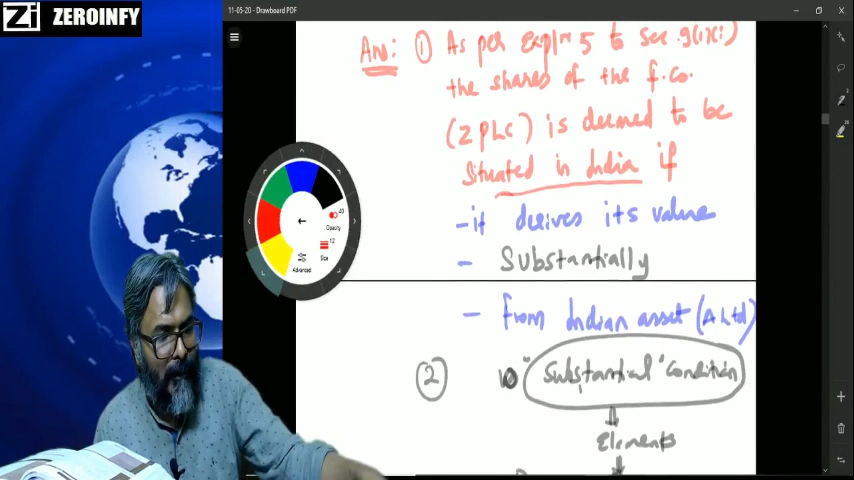 Zi ZEROINFY
11-05-20 - Drawboard PDF
Ans: ① As per expln 5 to sec 9(1)(i)
the shares of the f.co.
(Z PLC) is deemed to be
situated in India if
- it derives its value
- Substantially
- From Indian asset (A Ltd)
② "Substantial" Condition
Elements
40
Opacity
12
Size
Advanced